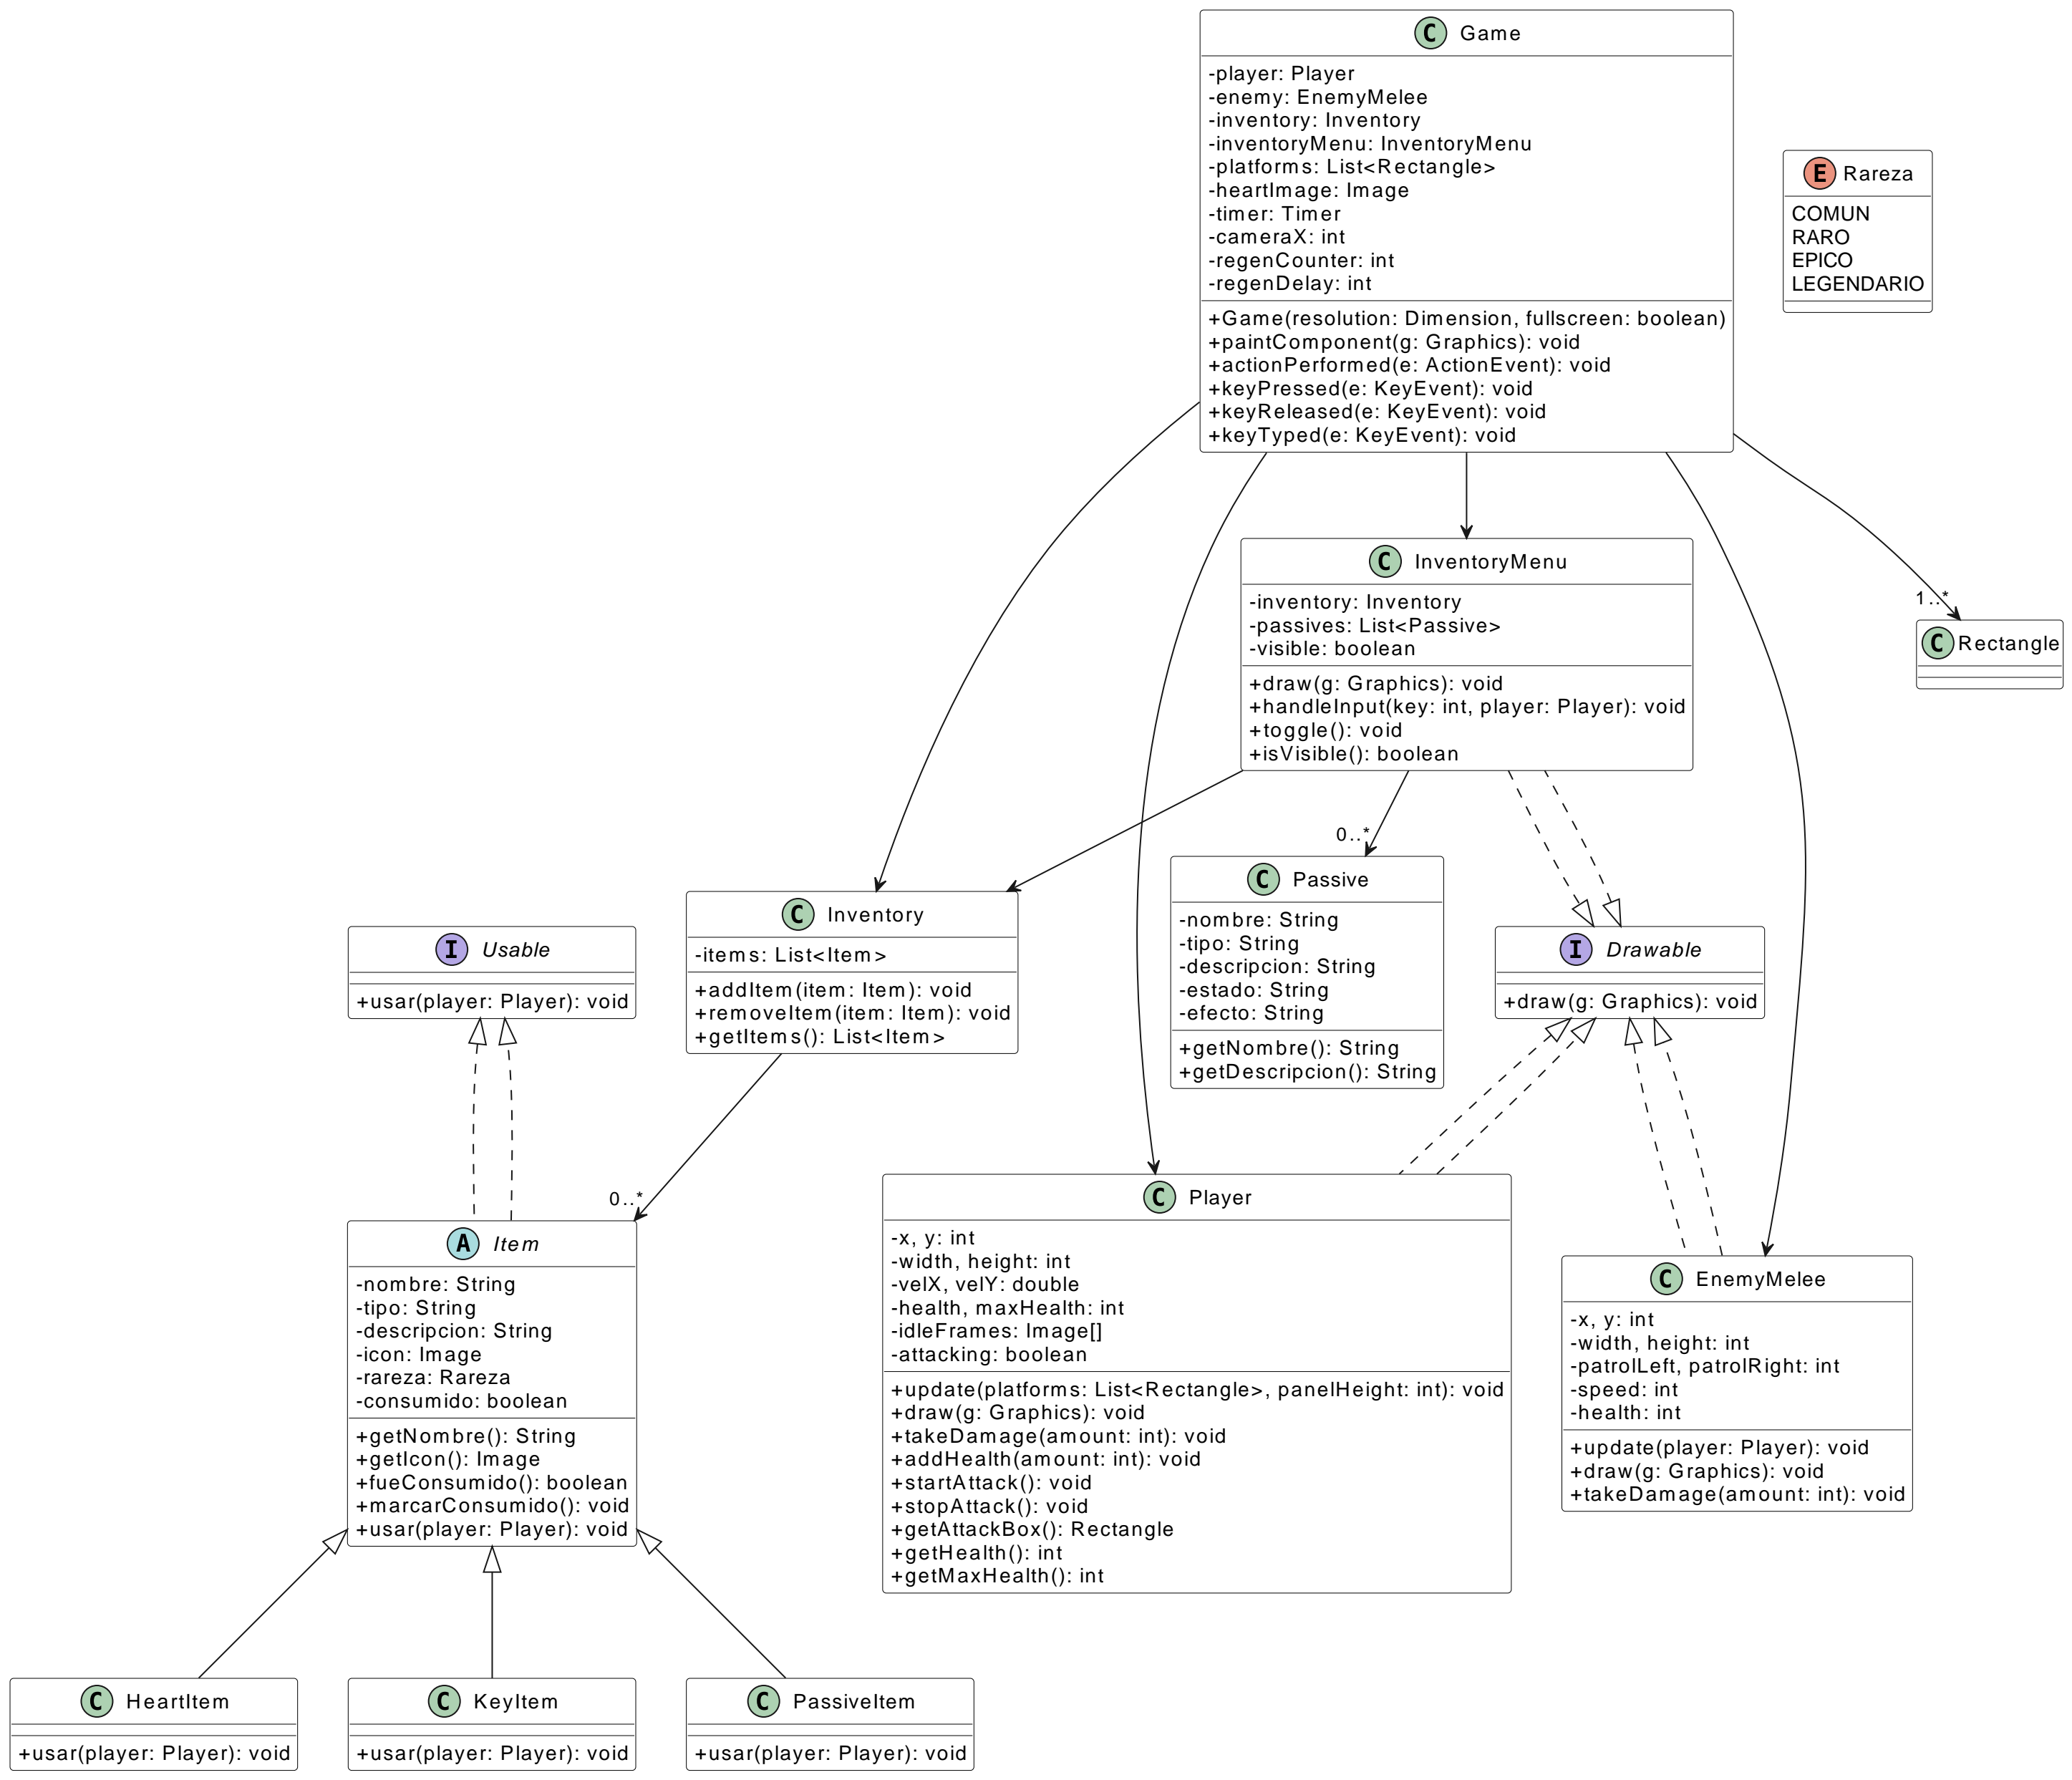 C Game
-player: Player
-enemy: EnemyMelee
-inventory: Inventory
-inventoryMenu: InventoryMenu
-platforms: List<Rectangle>
-heartImage: Image
-timer: Timer
-cameraX: int
-regenCounter: int
-regenDelay: int
+Game(resolution: Dimension, fullscreen: boolean)
+paintComponent(g: Graphics): void
+actionPerformed(e: ActionEvent): void
+keyPressed(e: KeyEvent): void
+keyReleased(e: KeyEvent): void
+keyTyped(e: KeyEvent): void
E Rareza
COMUN
RARO
EPICO
LEGENDARIO
C InventoryMenu
-inventory: Inventory
-passives: List<Passive>
-visible: boolean
+draw(g: Graphics): void
+handleInput(key: int, player: Player): void
+toggle(): void
+isVisible(): boolean
1..*
C Rectangle
0..*
C Passive
-nombre: String
-tipo: String
-descripcion: String
-estado: String
-efecto: String
+getNombre(): String
+getDescripcion(): String
C Inventory
-items: List<Item>
+addItem(item: Item): void
+removeItem(item: Item): void
+getItems(): List<Item>
I Usable
+usar(player: Player): void
I Drawable
+draw(g: Graphics): void
0..*
A Item
-nombre: String
-tipo: String
-descripcion: String
-icon: Image
-rareza: Rareza
-consumido: boolean
+getNombre(): String
+getIcon(): Image
+fueConsumido(): boolean
+marcarConsumido(): void
+usar(player: Player): void
C Player
-x, y: int
-width, height: int
-velX, velY: double
-health, maxHealth: int
-idleFrames: Image[]
-attacking: boolean
+update(platforms: List<Rectangle>, panelHeight: int): void
+draw(g: Graphics): void
+takeDamage(amount: int): void
+addHealth(amount: int): void
+startAttack(): void
+stopAttack(): void
+getAttackBox(): Rectangle
+getHealth(): int
+getMaxHealth(): int
C EnemyMelee
-x, y: int
-width, height: int
-patrolLeft, patrolRight: int
-speed: int
-health: int
+update(player: Player): void
+draw(g: Graphics): void
+takeDamage(amount: int): void
C HeartItem
+usar(player: Player): void
C KeyItem
+usar(player: Player): void
C PassiveItem
+usar(player: Player): void